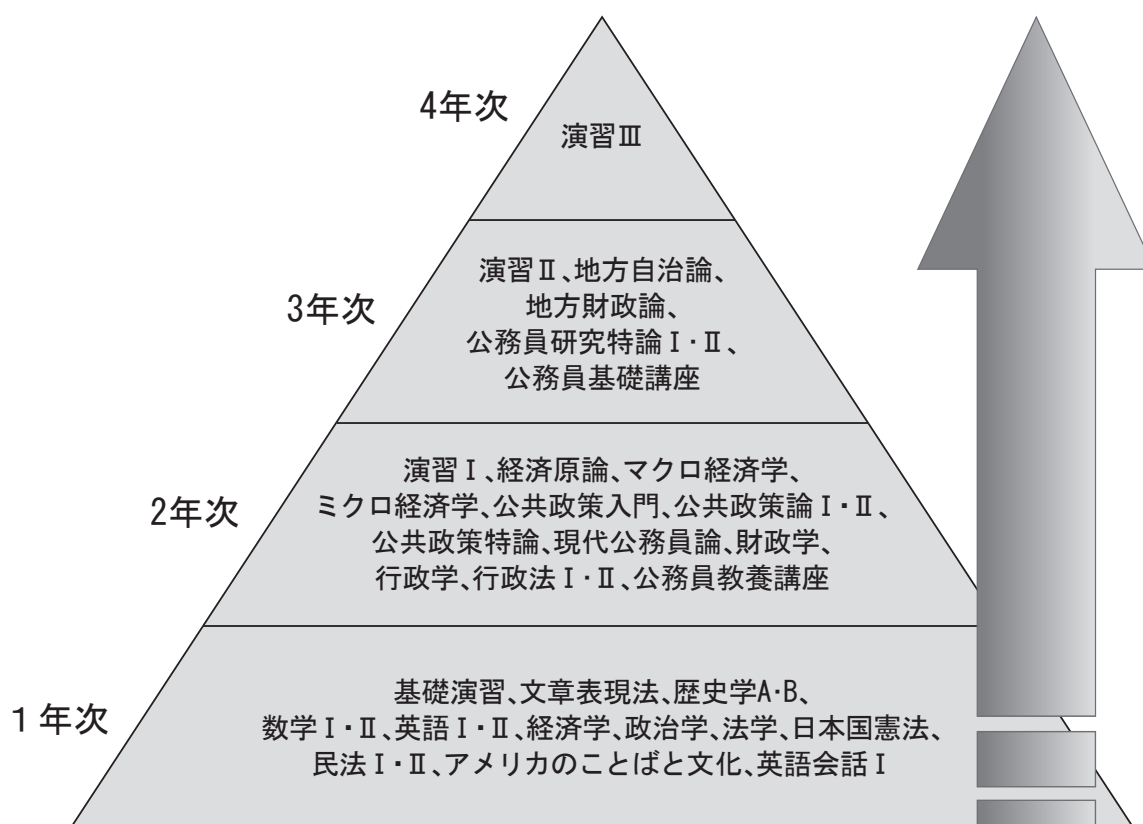 4年次
演習Ⅲ
3年次
演習Ⅱ、地方自治論、
地方財政論、
公務員研究特論Ⅰ・Ⅱ、
公務員基礎講座
2年次
演習Ⅰ、経済原論、マクロ経済学、
ミクロ経済学、公共政策入門、公共政策論Ⅰ・Ⅱ、
公共政策特論、現代公務員論、財政学、
行政学、行政法Ⅰ・Ⅱ、公務員教養講座
1年次
基礎演習、文章表現法、歴史学A・B、
数学Ⅰ・Ⅱ、英語Ⅰ・Ⅱ、経済学、政治学、法学、日本国憲法、
民法Ⅰ・Ⅱ、アメリカのことばと文化、英語会話Ⅰ